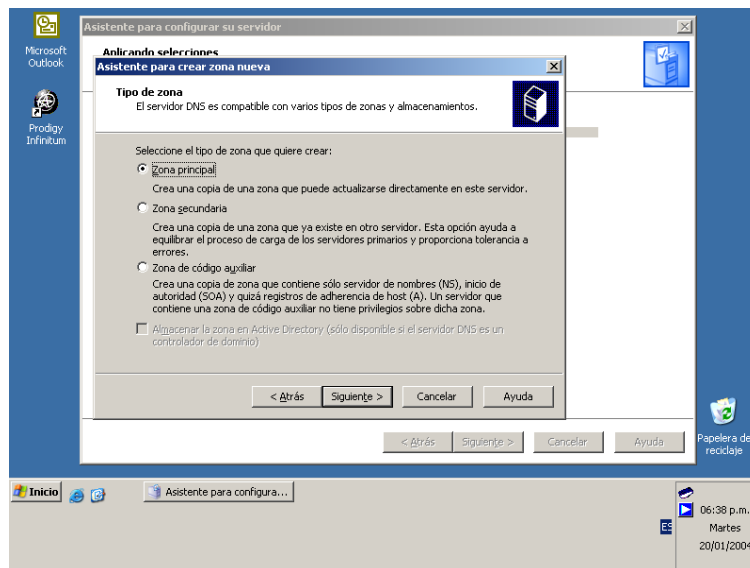 Microsoft
Outlook
Prodigy
Infinitum
Asistente para configurar su servidor
Aplicando selecciones
Asistente para crear zona nueva
Tipo de zona
El servidor DNS es compatible con varios tipos de zonas y almacenamientos.
Seleccione el tipo de zona que quiere crear:
Zona principal
Crea una copia de una zona que puede actualizarse directamente en este servidor.
Zona secundaria
Crea una copia de una zona que ya existe en otro servidor. Esta opción ayuda a
equilibrar el proceso de carga de los servidores primarios y proporciona tolerancia a
errores.
Zona de código auxiliar
Crea una copia de zona que contiene sólo servidor de nombres (NS), inicio de
autoridad (SOA) y quizá registros de adherencia de host (A). Un servidor que
contiene una zona de código auxiliar no tiene privilegios sobre dicha zona.
Almacenar la zona en Active Directory (sólo disponible si el servidor DNS es un
controlador de dominio)
< Atrás
Siguiente >
Cancelar
Ayuda
< Atrás
Siguiente >
Cancelar
Ayuda
Papelera de
reciclaje
Inicio
Asistente para configura...
ES
06:38 p.m.
Martes
20/01/2004